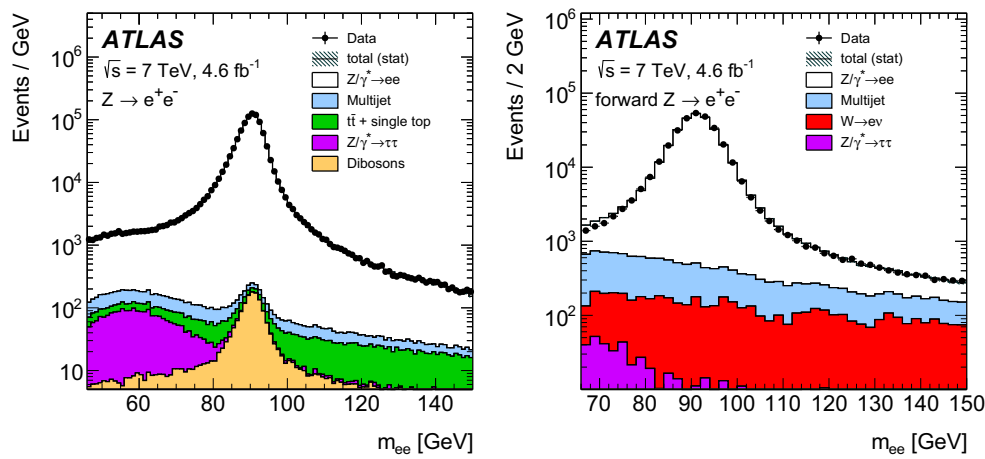 Events / GeV
10⁶
10⁵
10⁴
10³
10²
10
ATLAS
√s = 7 TeV, 4.6 fb⁻¹
Z → e⁺e⁻
Data
total (stat)
Z/γ*→ee
Multijet
tt̄ + single top
Z/γ*→ττ
Dibosons
60 80 100 120 140
mₑₑ [GeV]
Events / 2 GeV
10⁶
10⁵
10⁴
10³
10²
ATLAS
√s = 7 TeV, 4.6 fb⁻¹
forward Z → e⁺e⁻
Data
total (stat)
Z/γ*→ee
Multijet
W→eν
Z/γ*→ττ
70 80 90 100 110 120 130 140 150
mₑₑ [GeV]